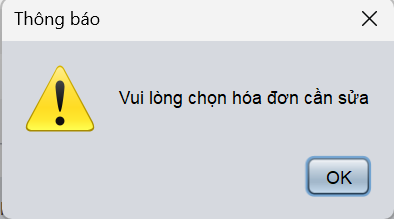 Thông báo
Vui lòng chọn hóa đơn cần sửa
OK